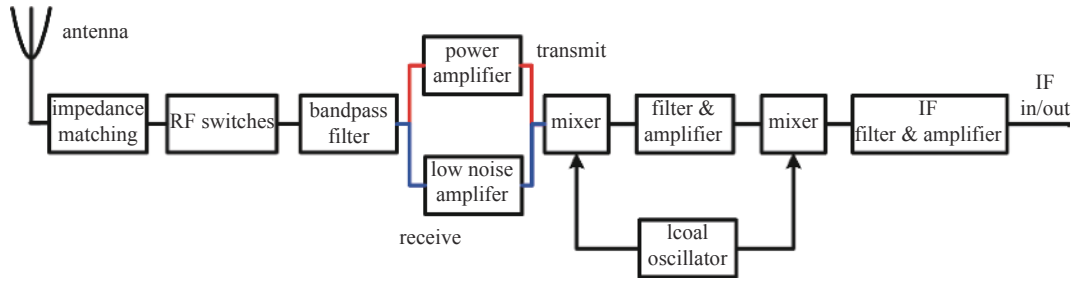 antenna
impedance
matching
RF switches
bandpass
filter
power
amplifier
transmit
low noise
amplifer
receive
mixer
filter &
amplifier
mixer
IF
filter & amplifier
IF
in/out
lcoal
oscillator